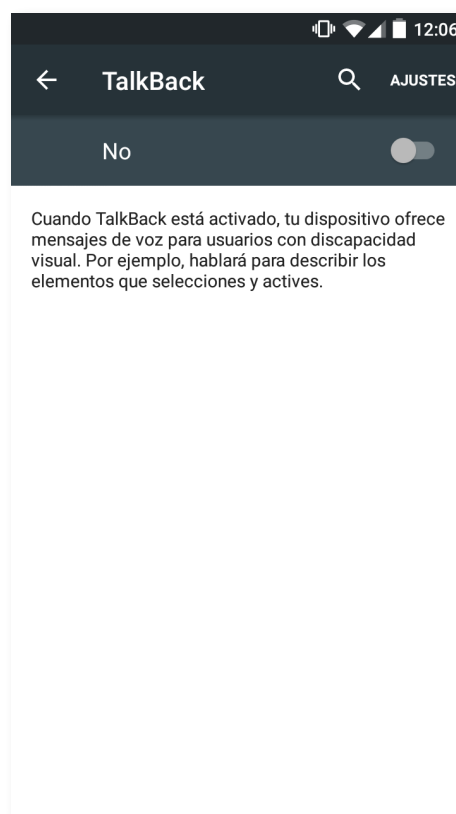 12:06
TalkBack
AJUSTES
No
Cuando TalkBack está activado, tu dispositivo ofrece
mensajes de voz para usuarios con discapacidad
visual. Por ejemplo, hablará para describir los
elementos que selecciones y actives.